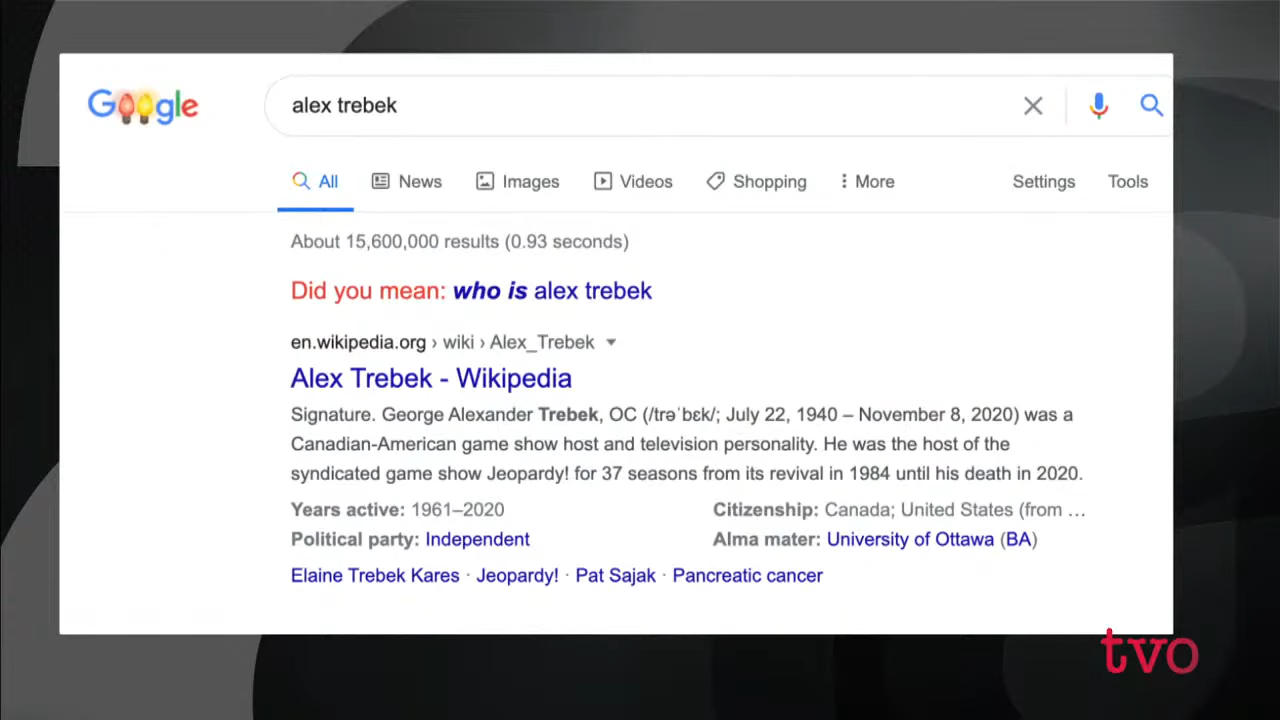 Google
alex trebek
All News Images Videos Shopping More Settings Tools
About 15,600,000 results (0.93 seconds)
Did you mean: who is alex trebek
en.wikipedia.org › wiki › Alex_Trebek
Alex Trebek - Wikipedia
Signature. George Alexander Trebek, OC (/trəˈbɛk/; July 22, 1940 – November 8, 2020) was a
Canadian-American game show host and television personality. He was the host of the
syndicated game show Jeopardy! for 37 seasons from its revival in 1984 until his death in 2020.
Years active: 1961–2020 Citizenship: Canada; United States (from ...
Political party: Independent Alma mater: University of Ottawa (BA)
Elaine Trebek Kares · Jeopardy! · Pat Sajak · Pancreatic cancer
tvo